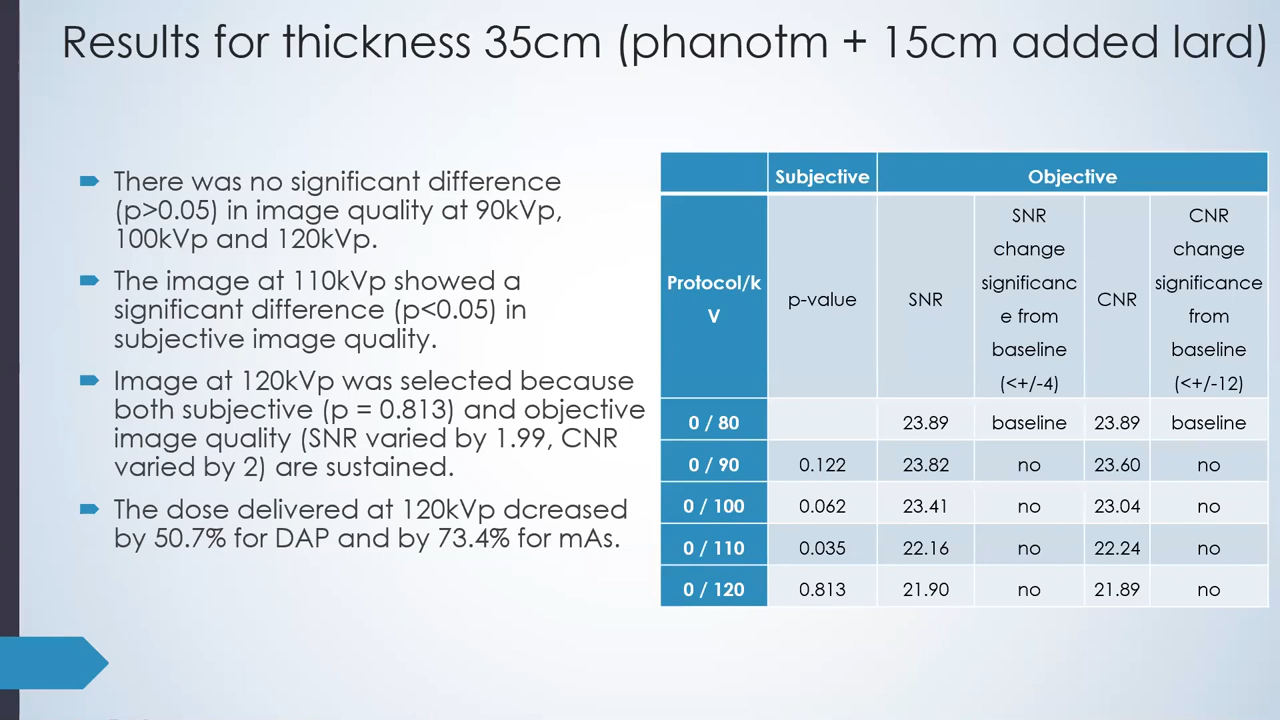 Results for thickness 35cm (phanotm + 15cm added lard)
There was no significant difference
(p>0.05) in image quality at 90kVp,
100kVp and 120kVp.
The image at 110kVp showed a
significant difference (p<0.05) in
subjective image quality.
Image at 120kVp was selected because
both subjective (p = 0.813) and objective
image quality (SNR varied by 1.99, CNR
varied by 2) are sustained.
The dose delivered at 120kVp dcreased
by 50.7% for DAP and by 73.4% for mAs.
Subjective Objective
Protocol/k
V
p-value
SNR
SNR
change
significanc
e from
baseline
(<+/-4)
CNR
CNR
change
significance
from
baseline
(<+/-12)
0 / 80 23.89 baseline 23.89 baseline
0 / 90 0.122 23.82 no 23.60 no
0 / 100 0.062 23.41 no 23.04 no
0 / 110 0.035 22.16 no 22.24 no
0 / 120 0.813 21.90 no 21.89 no